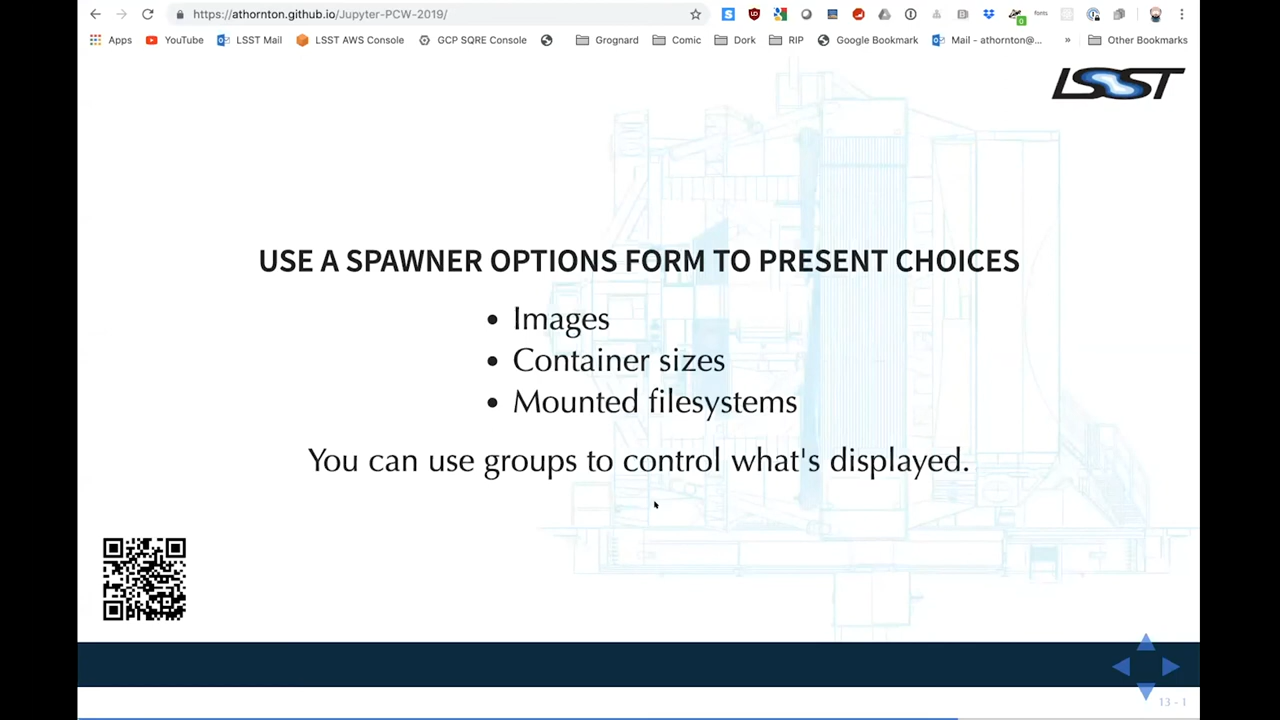 https://athornton.github.io/Jupyter-PCW-2019/
Apps YouTube LSST Mail LSST AWS Console GCP SQRE Console Grognard Comic Dork RIP Google Bookmark Mail - athornton@... » Other Bookmarks
LSST
USE A SPAWNER OPTIONS FORM TO PRESENT CHOICES
• Images
• Container sizes
• Mounted filesystems
You can use groups to control what's displayed.
13 - 1